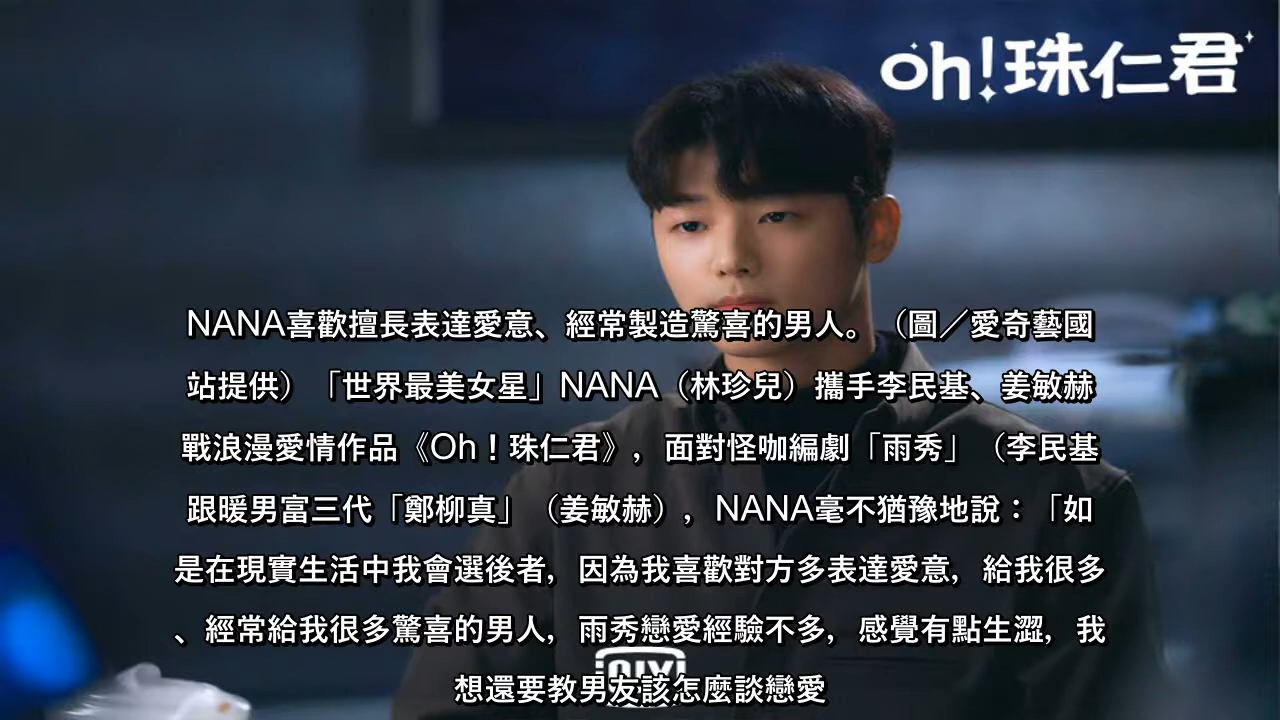 oh!珠仁君
NANA喜歡擅長表達愛意、經常製造驚喜的男人。（圖／愛奇藝國
站提供）「世界最美女星」NANA（林珍兒）攜手李民基、姜敏赫
戰浪漫愛情作品《Oh！珠仁君》，面對怪咖編劇「雨秀」（李民基
跟暖男富三代「鄭柳真」（姜敏赫），NANA毫不猶豫地說：「如
是在現實生活中我會選後者，因為我喜歡對方多表達愛意，給我很多
、經常給我很多驚喜的男人，雨秀戀愛經驗不多，感覺有點生澀，我
想還要教男友該怎麼談戀愛